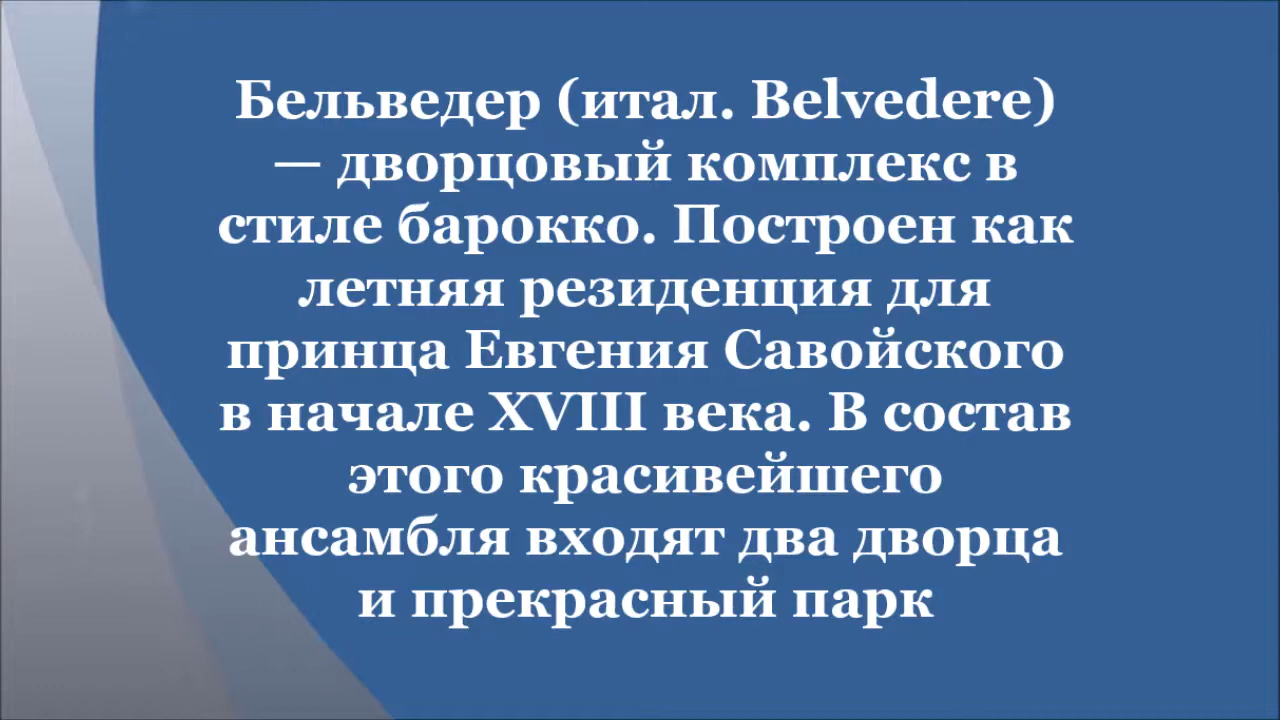 Бельведер (итал. Belvedere)
— дворцовый комплекс в
стиле барокко. Построен как
летняя резиденция для
принца Евгения Савойского
в начале XVIII века. В состав
этого красивейшего
ансамбля входят два дворца
и прекрасный парк